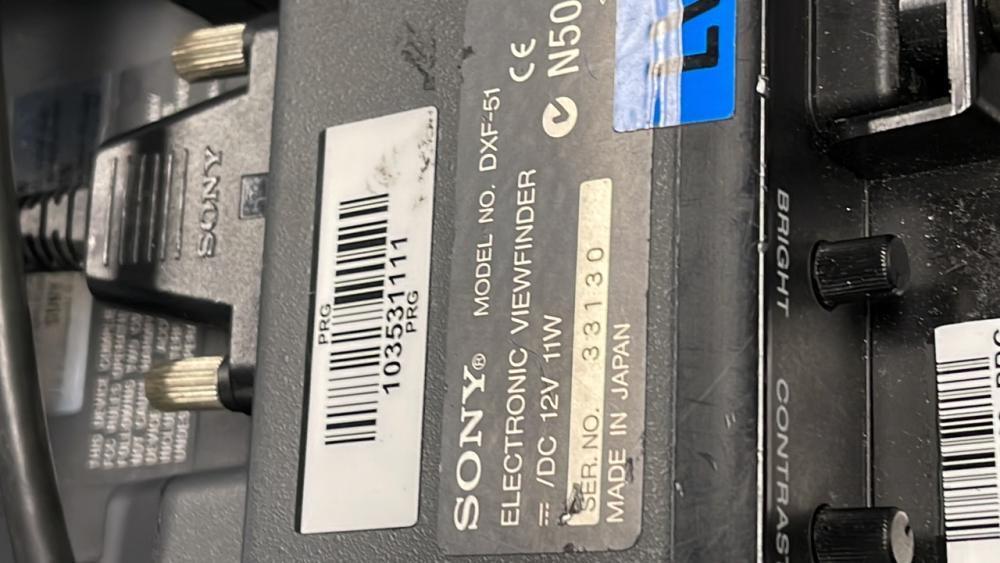 SONY
PRG
103531111
PRG
SONY® MODEL NO. DXF-51
ELECTRONIC VIEWFINDER CE
⎓ /DC 12V 11W N50
SER. NO. 33130
MADE IN JAPAN
BRIGHT
CONTRAST